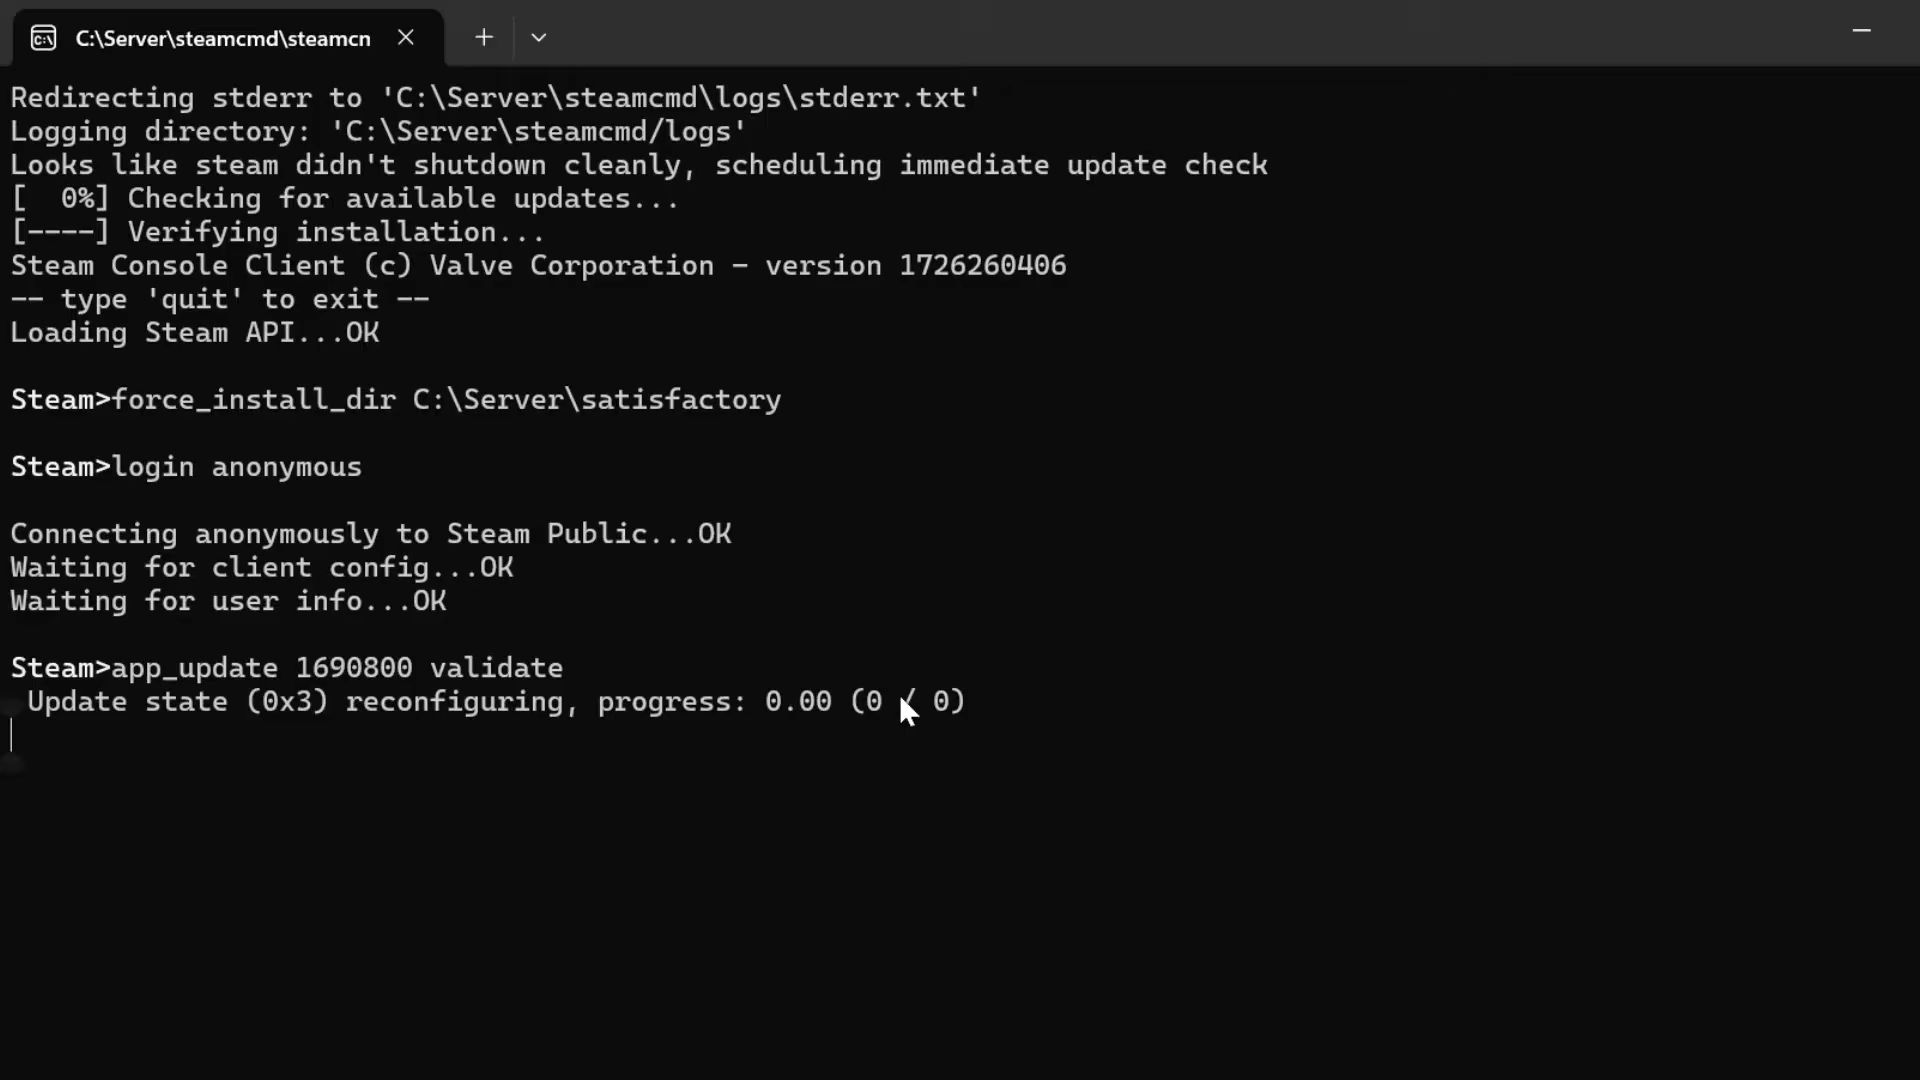 C:\Server\steamcmd\steamcn
Redirecting stderr to 'C:\Server\steamcmd\logs\stderr.txt'
Logging directory: 'C:\Server\steamcmd/logs'
Looks like steam didn't shutdown cleanly, scheduling immediate update check
[  0%] Checking for available updates...
[----] Verifying installation...
Steam Console Client (c) Valve Corporation - version 1726260406
-- type 'quit' to exit --
Loading Steam API...OK
Steam>force_install_dir C:\Server\satisfactory
Steam>login anonymous
Connecting anonymously to Steam Public...OK
Waiting for client config...OK
Waiting for user info...OK
Steam>app_update 1690800 validate
Update state (0x3) reconfiguring, progress: 0.00 (0 / 0)